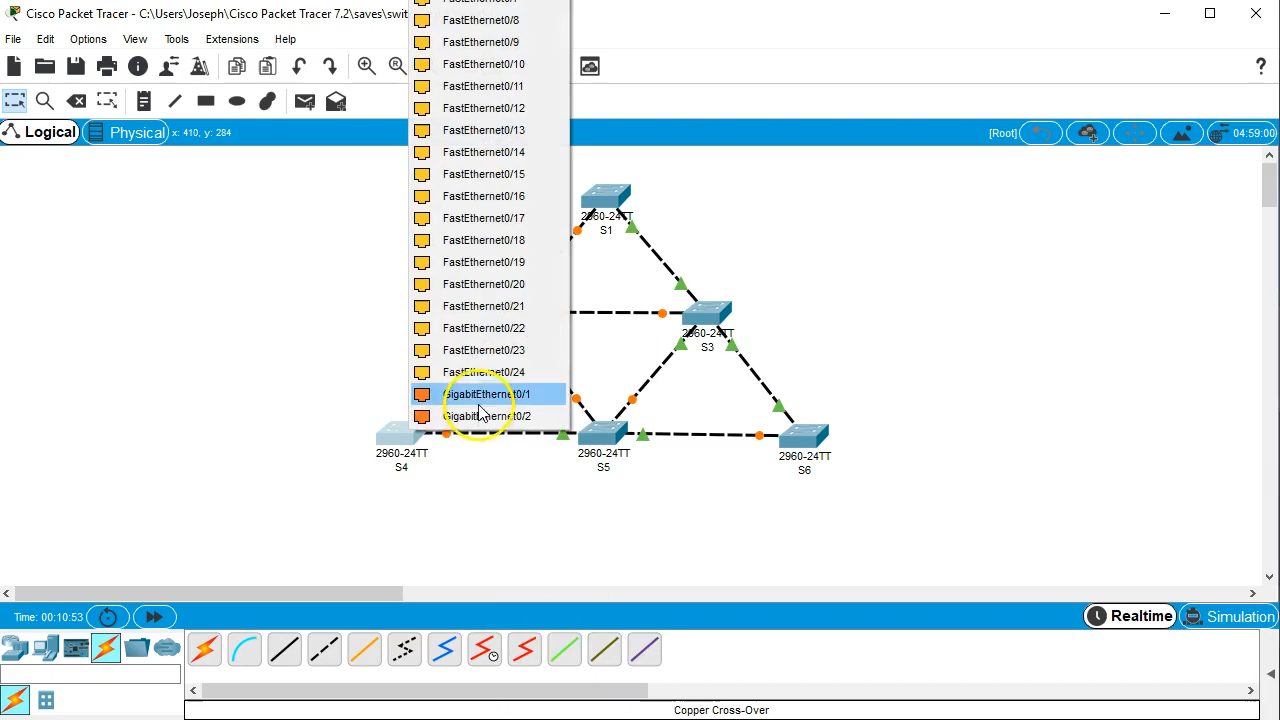 Cisco Packet Tracer - C:\Users\Joseph\Cisco Packet Tracer 7.2\saves\swit
File Edit Options View Tools Extensions Help
Logical Physical x: 410, y: 284 [Root] 04:59:00
FastEthernet0/8
FastEthernet0/9
FastEthernet0/10
FastEthernet0/11
FastEthernet0/12
FastEthernet0/13
FastEthernet0/14
FastEthernet0/15
FastEthernet0/16
FastEthernet0/17
FastEthernet0/18
FastEthernet0/19
FastEthernet0/20
FastEthernet0/21
FastEthernet0/22
FastEthernet0/23
FastEthernet0/24
GigabitEthernet0/1
GigabitEthernet0/2
2960-24TT
S1
2960-24TT
S3
2960-24TT
S4
2960-24TT
S5
2960-24TT
S6
Time: 00:10:53 Realtime Simulation
Copper Cross-Over